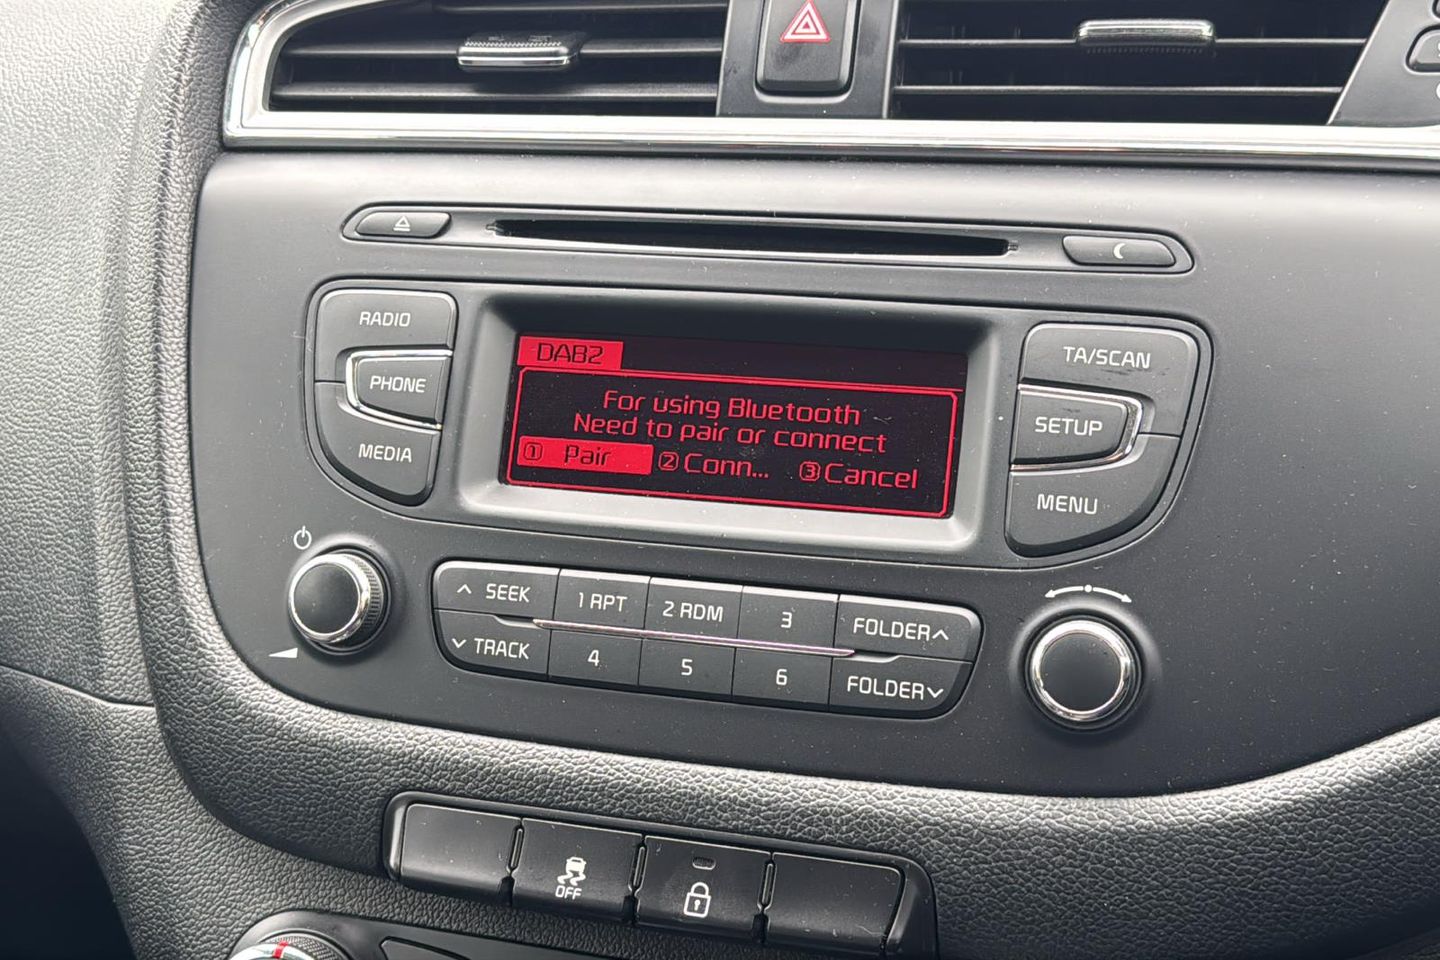 RADIO
PHONE
MEDIA
DAB2
For using Bluetooth
Need to pair or connect
① Pair ②Conn... ③Cancel
TA/SCAN
SETUP
MENU
SEEK
TRACK
1 RPT
2 RDM
3
FOLDER
4
5
6
FOLDER
OFF